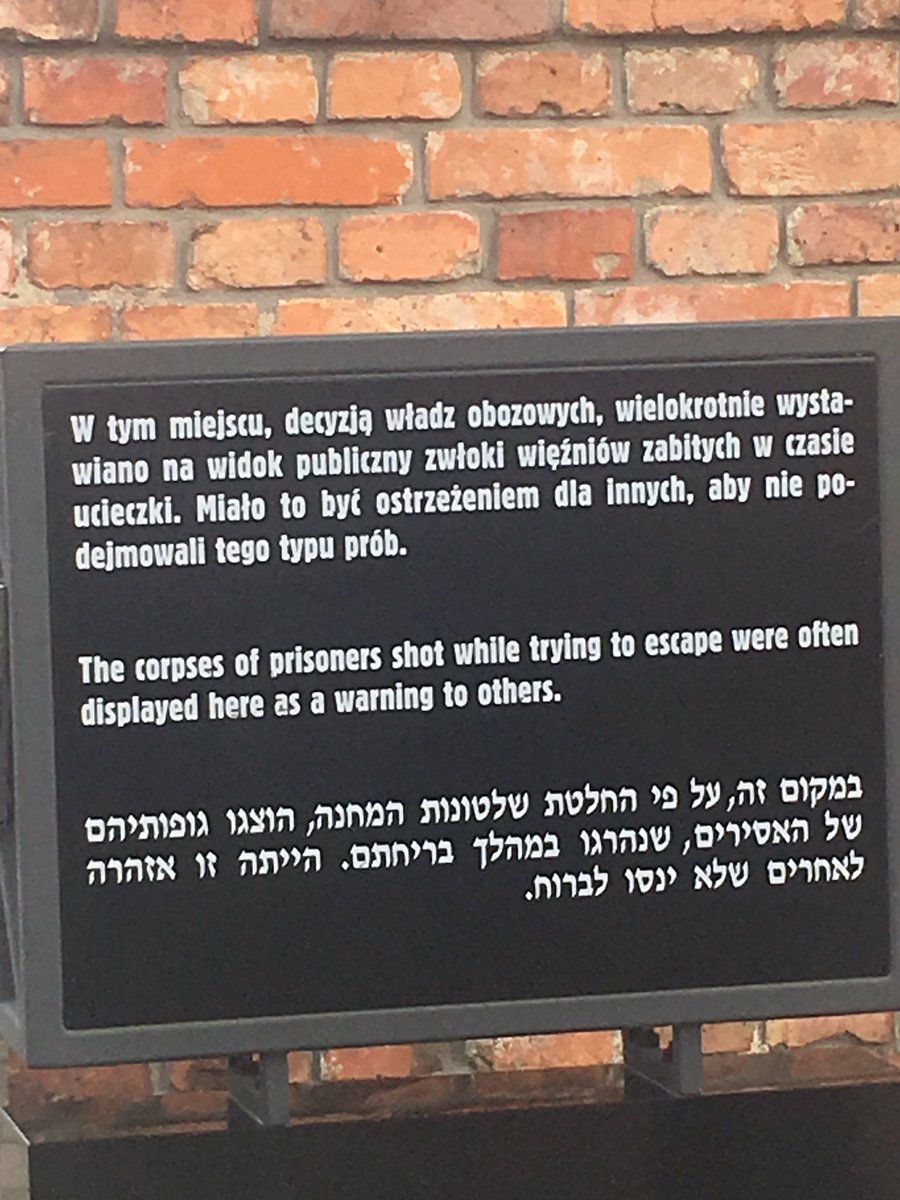 W tym miejscu, decyzją władz obozowych, wielokrotnie wysta-
wiano na widok publiczny zwłoki więźniów zabitych w czasie
ucieczki. Miało to być ostrzeżeniem dla innych, aby nie po-
dejmowali tego typu prób.
The corpses of prisoners shot while trying to escape were often
displayed here as a warning to others.
במקום זה, על פי החלטת שלטונות המחנה, הוצגו גופותיהם
של האסירים, שנהרגו במהלך בריחתם. הייתה זו אזהרה
לאחרים שלא ינסו לברוח.